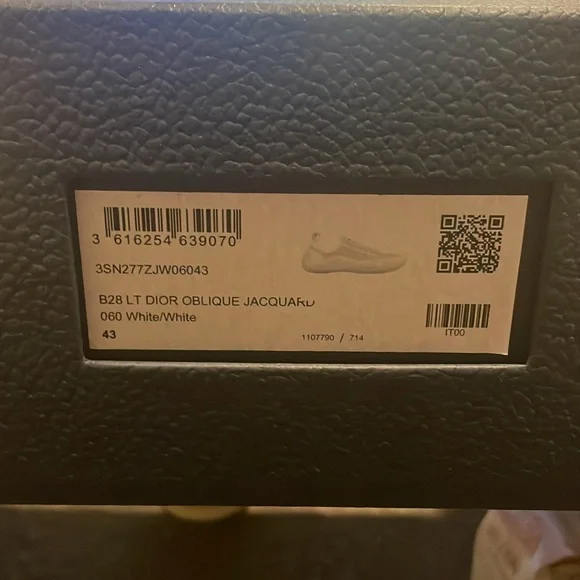 3 616254 639070
3SN277ZJW06043
B28 LT DIOR OBLIQUE JACQUARD
060 White/White
43
1107790 / 714
IT00